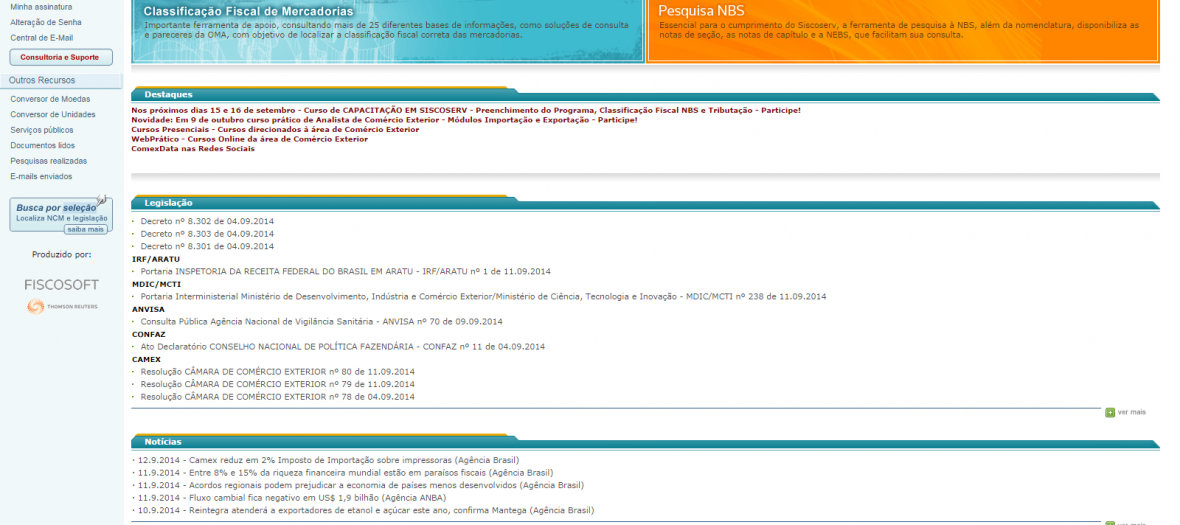 Minha assinatura
Alteração de Senha
Central de E-Mail
Consultoria e Suporte
Outros Recursos
Conversor de Moedas
Conversor de Unidades
Serviços públicos
Documentos lidos
Pesquisas realizadas
E-mails enviados
Busca por seleção
Localiza NCM e legislação
saiba mais
Produzido por:
FISCOSOFT
THOMSON REUTERS
Classificação Fiscal de Mercadorias
Importante ferramenta de apoio, consultando mais de 25 diferentes bases de informações, como soluções de consulta
e pareceres da OMA, com objetivo de localizar a classificação fiscal correta das mercadorias.
Pesquisa NBS
Essencial para o cumprimento do Siscoserv, a ferramenta de pesquisa à NBS, além da nomenclatura, disponibiliza as
notas de seção, as notas de capítulo e a NEBS, que facilitam sua consulta.
Destaques
Nos próximos dias 15 e 16 de setembro - Curso de CAPACITAÇÃO EM SISCOSERV - Preenchimento do Programa, Classificação Fiscal NBS e Tributação - Participe!
Novidade: Em 9 de outubro curso prático de Analista de Comércio Exterior - Módulos Importação e Exportação - Participe!
Cursos Presenciais - Cursos direcionados á área de Comércio Exterior
WebPrático - Cursos Online da área de Comércio Exterior
ComexData nas Redes Sociais
Legislação
· Decreto nº 8.302 de 04.09.2014
· Decreto nº 8.303 de 04.09.2014
· Decreto nº 8.301 de 04.09.2014
IRF/ARATU
· Portaria INSPETORIA DA RECEITA FEDERAL DO BRASIL EM ARATU - IRF/ARATU nº 1 de 11.09.2014
MDIC/MCTI
· Portaria Interministerial Ministério de Desenvolvimento, Indústria e Comércio Exterior/Ministério de Ciência, Tecnologia e Inovação - MDIC/MCTI nº 238 de 11.09.2014
ANVISA
· Consulta Pública Agência Nacional de Vigilância Sanitária - ANVISA nº 70 de 09.09.2014
CONFAZ
· Ato Declaratório CONSELHO NACIONAL DE POLÍTICA FAZENDÁRIA - CONFAZ nº 11 de 04.09.2014
CAMEX
· Resolução CÂMARA DE COMÉRCIO EXTERIOR nº 80 de 11.09.2014
· Resolução CÂMARA DE COMÉRCIO EXTERIOR nº 79 de 11.09.2014
· Resolução CÂMARA DE COMÉRCIO EXTERIOR nº 78 de 04.09.2014
ver mais
Notícias
· 12.9.2014 - Camex reduz em 2% Imposto de Importação sobre impressoras (Agência Brasil)
· 11.9.2014 - Entre 8% e 15% da riqueza financeira mundial estão em paraísos fiscais (Agência Brasil)
· 11.9.2014 - Acordos regionais podem prejudicar a economia de países menos desenvolvidos (Agência Brasil)
· 11.9.2014 - Fluxo cambial fica negativo em US$ 1,9 bilhão (Agência ANBA)
· 10.9.2014 - Reintegra atenderá a exportadores de etanol e açúcar este ano, confirma Mantega (Agência Brasil)
ver mais